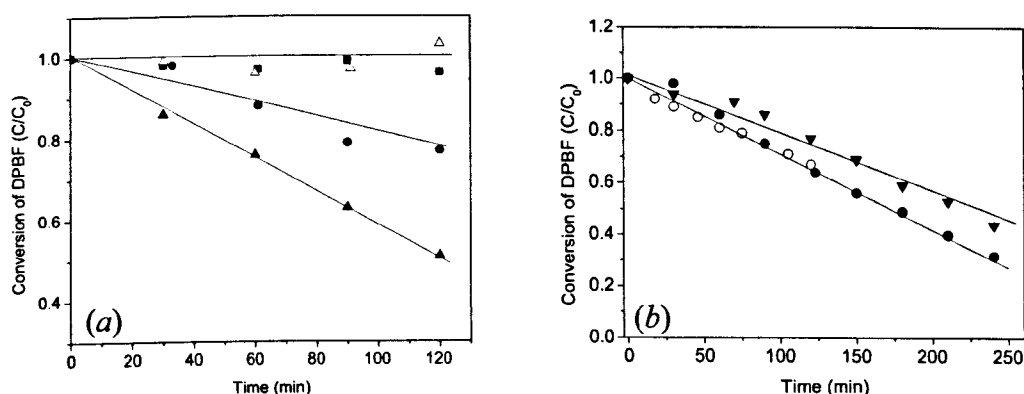 Conversion of DPBF (C/C₀)
1.0
0.8
0.6
0.4
(a)
0 20 40 60 80 100 120
Time (min)
Conversion of DPBF (C/C₀)
1.2
1.0
0.8
0.6
0.4
0.2
0.0
(b)
0 50 100 150 200 250
Time (min)